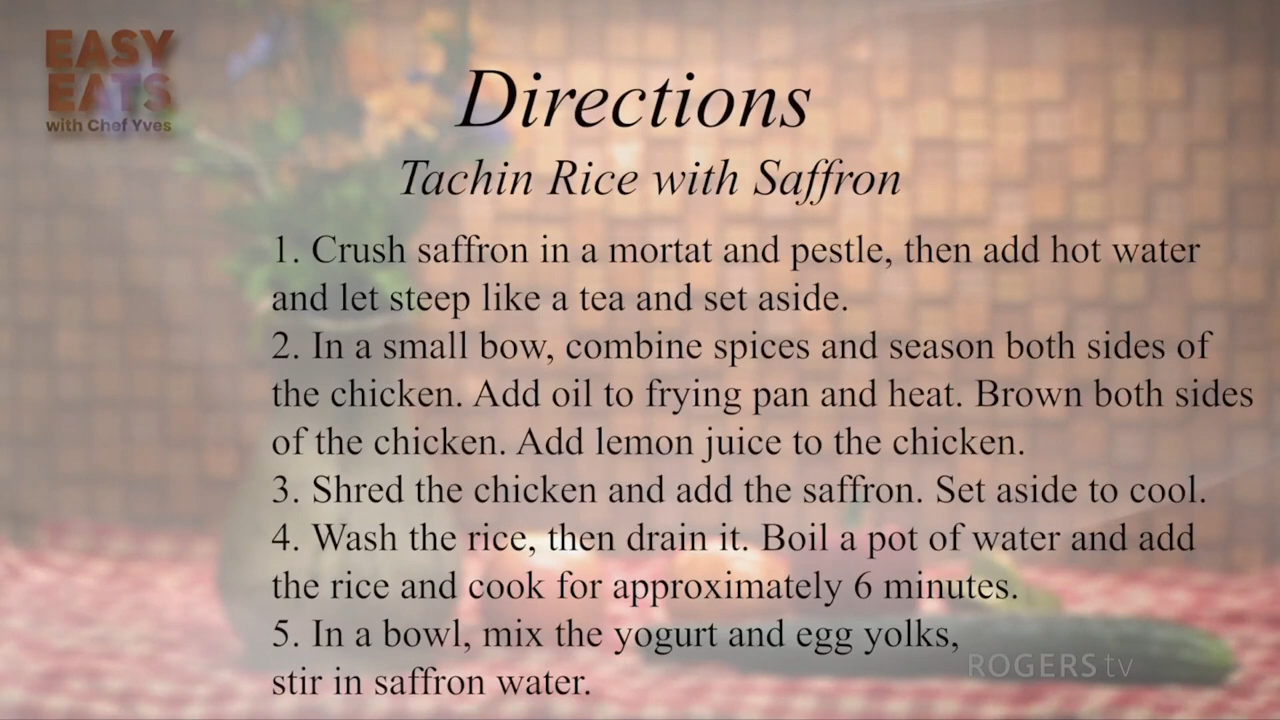 EASY
EATS
with Chef Yves
Directions
Tachin Rice with Saffron
1. Crush saffron in a mortat and pestle, then add hot water
and let steep like a tea and set aside.
2. In a small bow, combine spices and season both sides of
the chicken. Add oil to frying pan and heat. Brown both sides
of the chicken. Add lemon juice to the chicken.
3. Shred the chicken and add the saffron. Set aside to cool.
4. Wash the rice, then drain it. Boil a pot of water and add
the rice and cook for approximately 6 minutes.
5. In a bowl, mix the yogurt and egg yolks,
stir in saffron water.
ROGERS tv